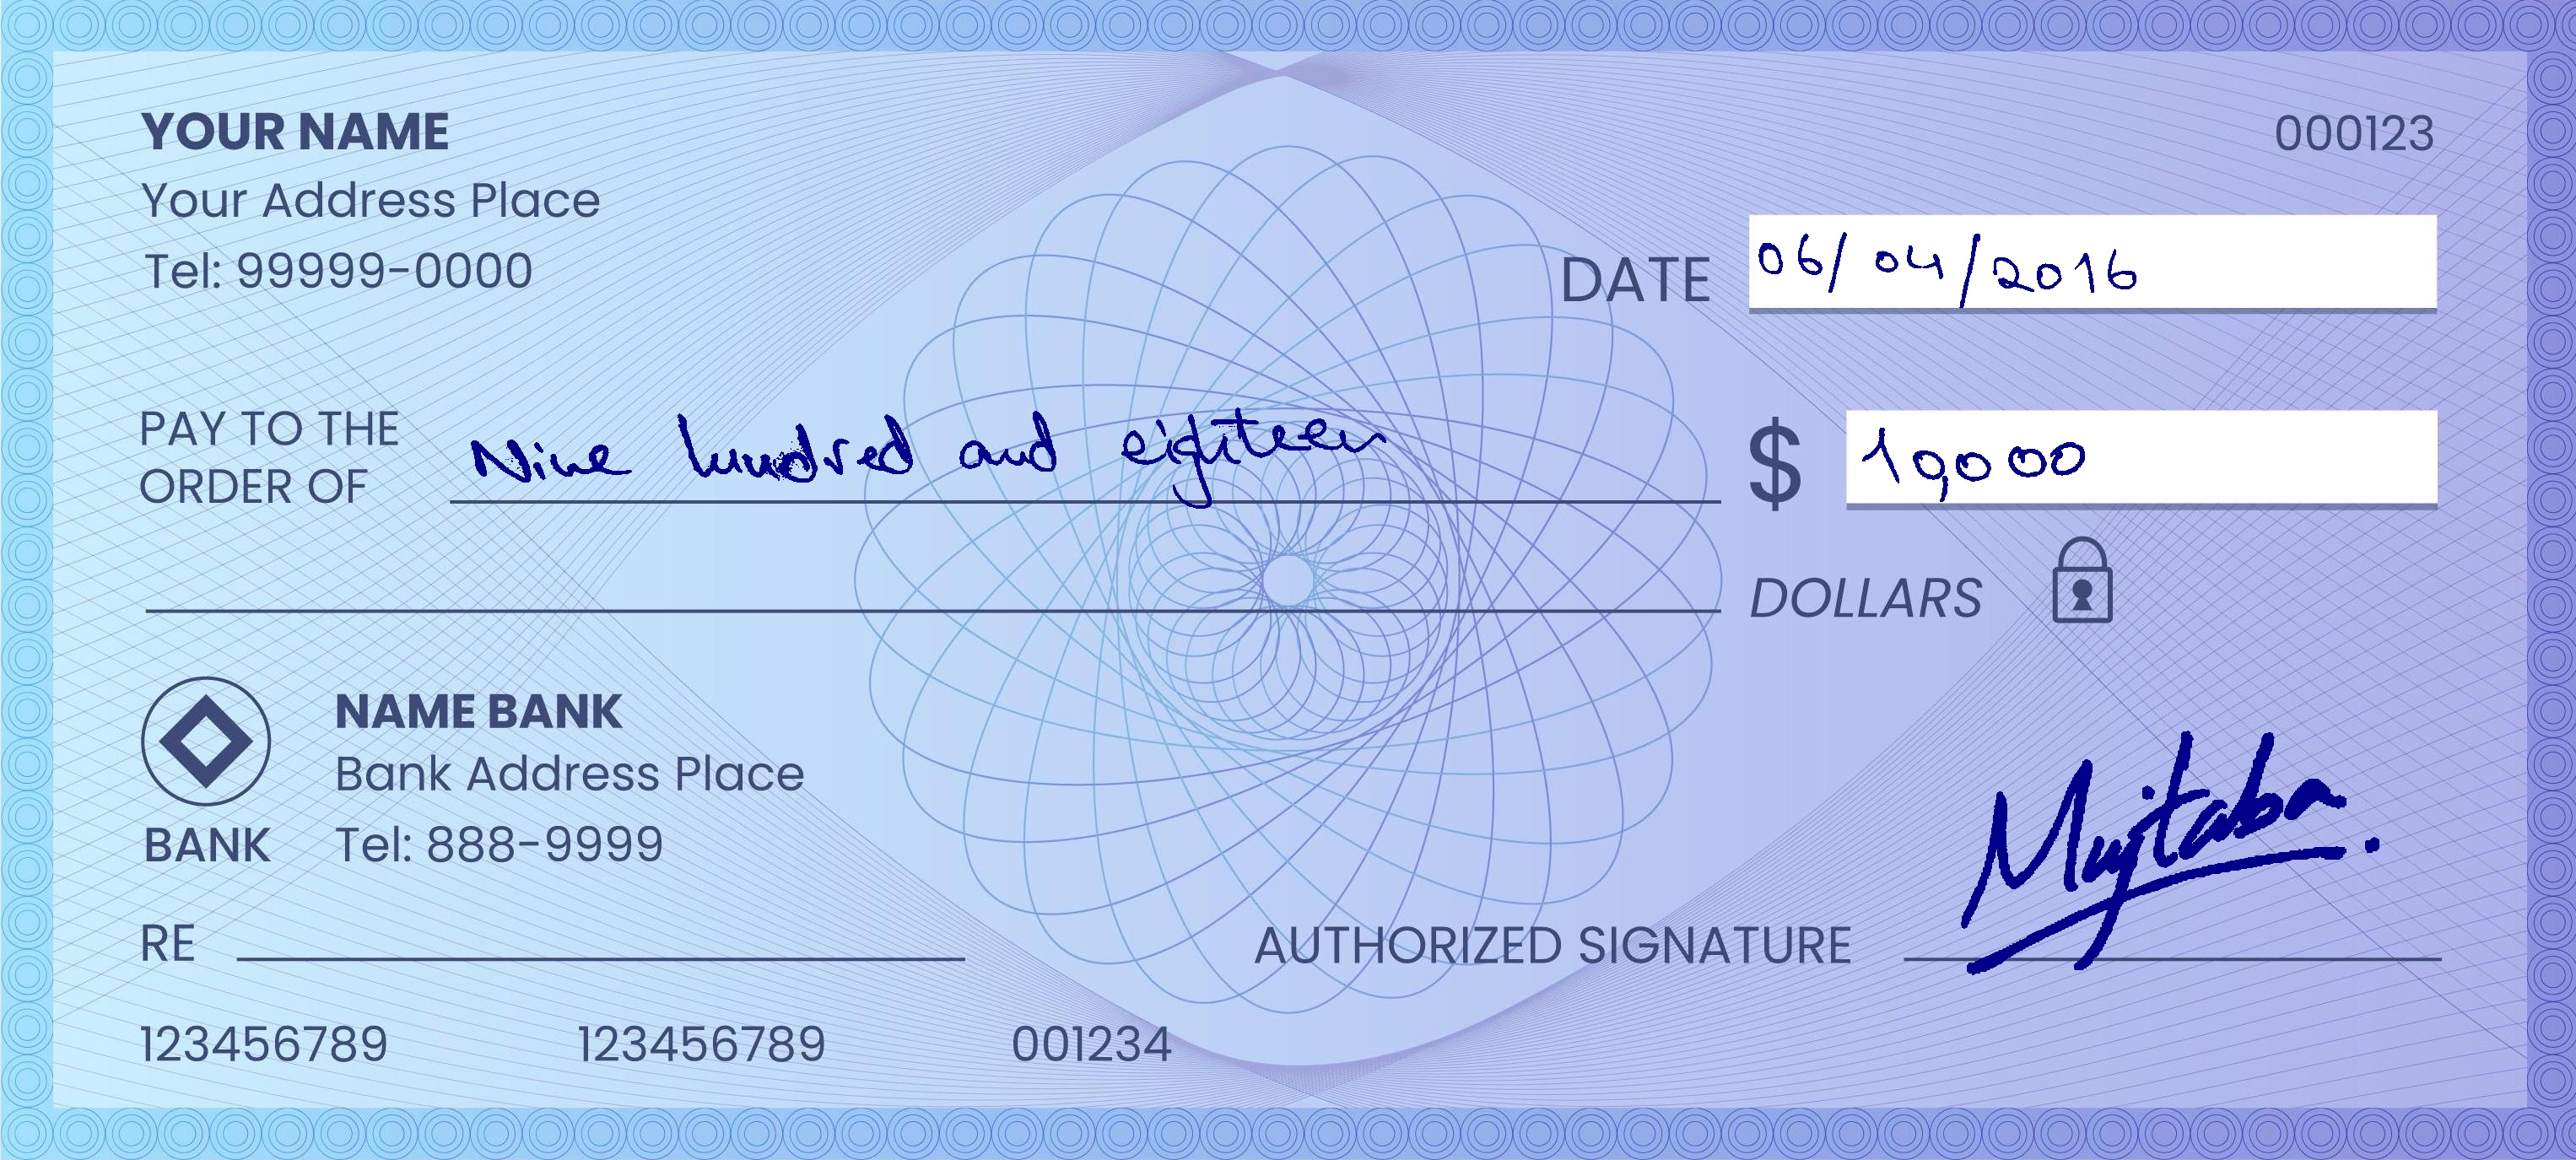 YOUR NAME
000123
Your Address Place
Tel: 99999-0000
DATE 06/04/2016
PAY TO THE
ORDER OF Nine hundred and eighteen $ 10,000
DOLLARS
NAME BANK
Bank Address Place
BANK Tel: 888-9999
RE
AUTHORIZED SIGNATURE Mujtaba
123456789 123456789 001234